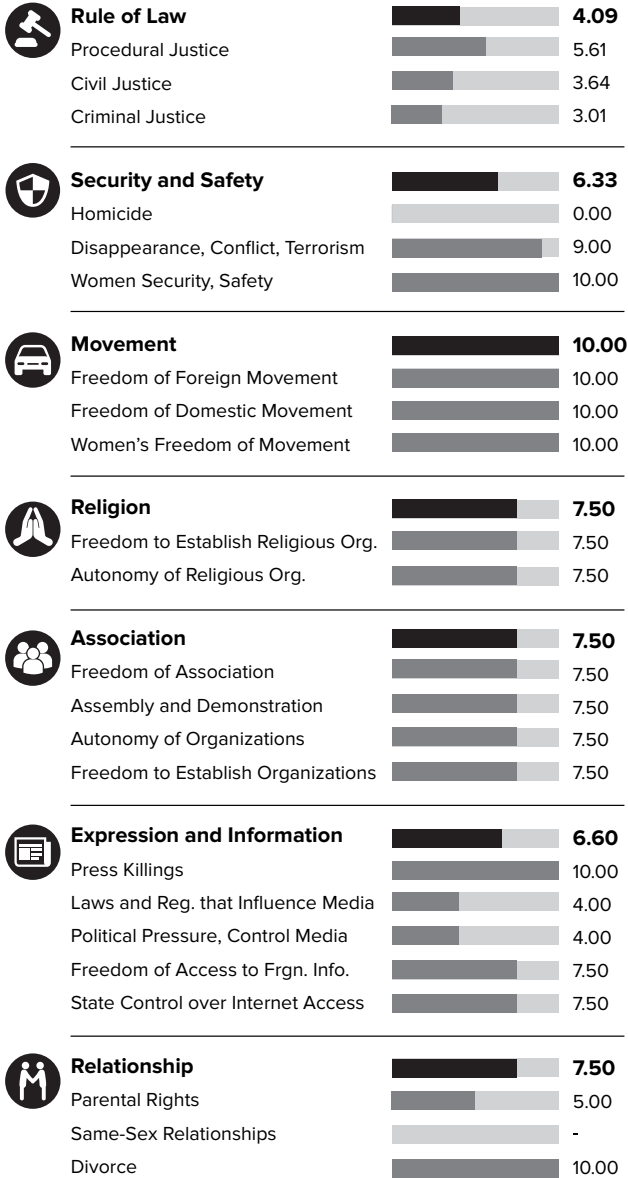 Rule of Law 4.09
Procedural Justice 5.61
Civil Justice 3.64
Criminal Justice 3.01
Security and Safety 6.33
Homicide 0.00
Disappearance, Conflict, Terrorism 9.00
Women Security, Safety 10.00
Movement 10.00
Freedom of Foreign Movement 10.00
Freedom of Domestic Movement 10.00
Women's Freedom of Movement 10.00
Religion 7.50
Freedom to Establish Religious Org. 7.50
Autonomy of Religious Org. 7.50
Association 7.50
Freedom of Association 7.50
Assembly and Demonstration 7.50
Autonomy of Organizations 7.50
Freedom to Establish Organizations 7.50
Expression and Information 6.60
Press Killings 10.00
Laws and Reg. that Influence Media 4.00
Political Pressure, Control Media 4.00
Freedom of Access to Frgn. Info. 7.50
State Control over Internet Access 7.50
Relationship 7.50
Parental Rights 5.00
Same-Sex Relationships -
Divorce 10.00